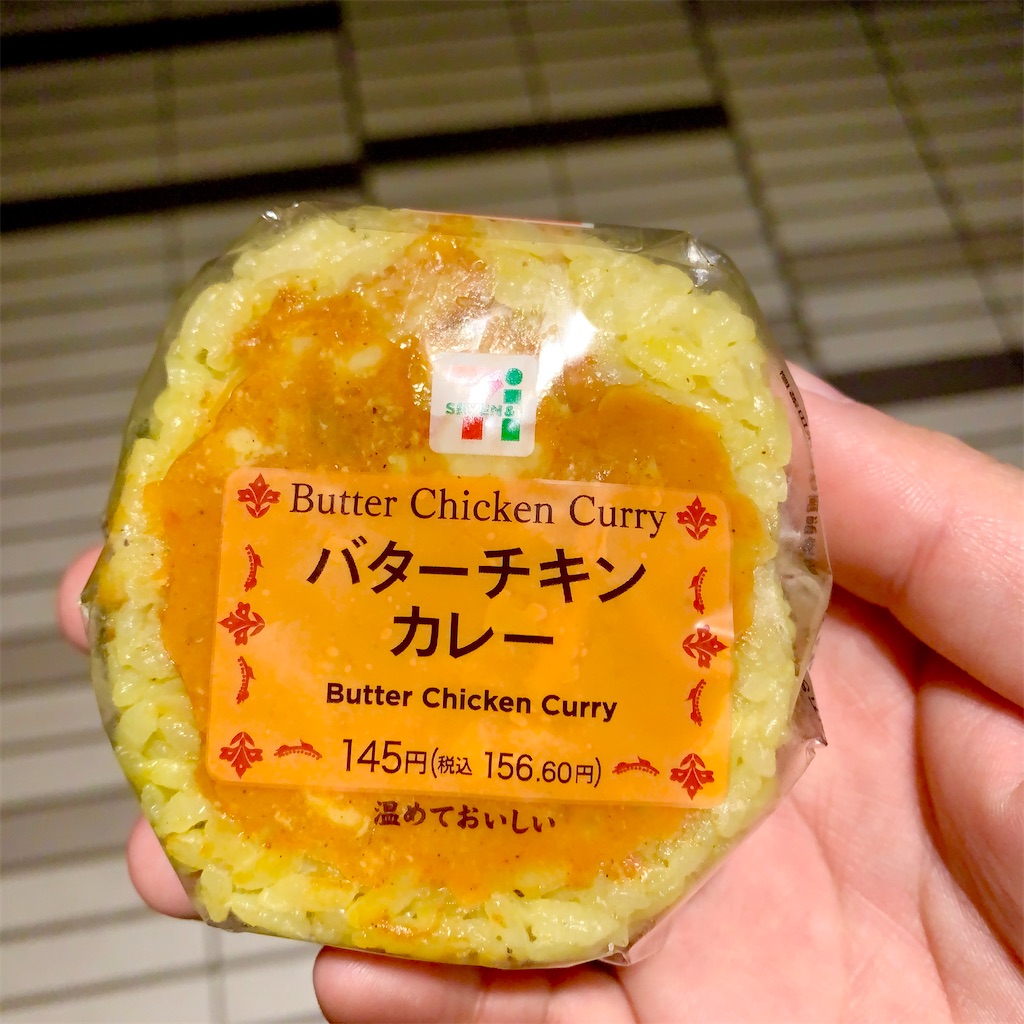 SEVEN&i
Butter Chicken Curry
バターチキン
カレー
Butter Chicken Curry
145円(税込 156.60円)
温めておいしい